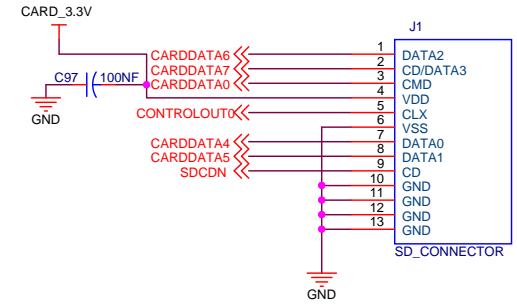 CARD_3.3V
J1
CARDDATA6 1 DATA2
CARDDATA7 2 CD/DATA3
C97 100NF CARDDATA0 3 CMD
4 VDD
GND CONTROLOUT0 5 CLX
6 VSS
CARDDATA4 7 DATA0
CARDDATA5 8 DATA1
SDCDN 9 CD
10 GND
11 GND
12 GND
13 GND
SD_CONNECTOR
GND